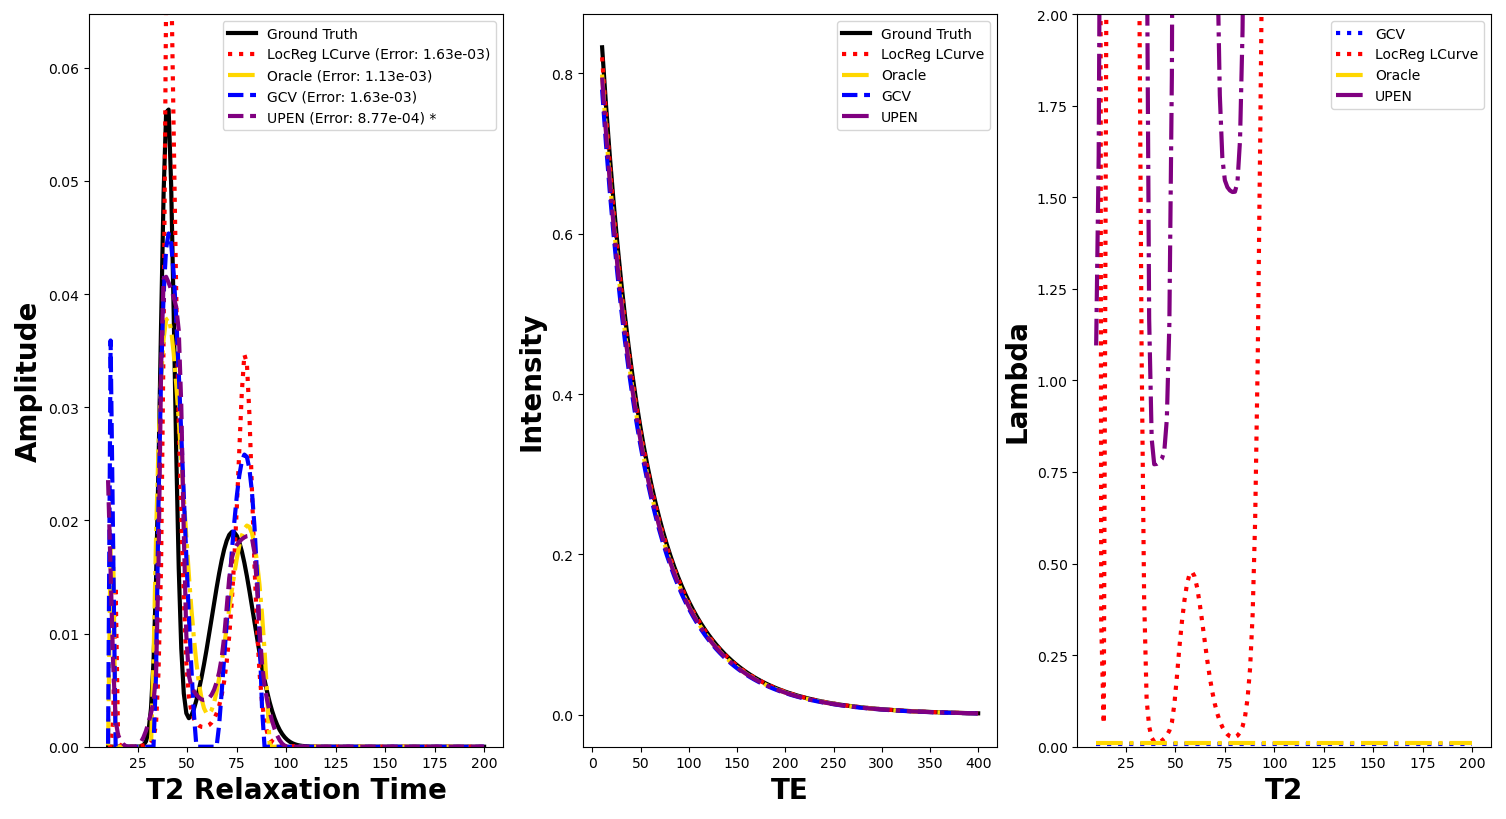 Ground Truth
LocReg LCurve (Error: 1.63e-03)
Oracle (Error: 1.13e-03)
GCV (Error: 1.63e-03)
UPEN (Error: 8.77e-04) *
0.06
0.05
0.04
0.03
0.02
0.01
0.00
Amplitude
25 50 75 100 125 150 175 200
T2 Relaxation Time
Ground Truth
LocReg LCurve
Oracle
GCV
UPEN
0.8
0.6
0.4
0.2
0.0
Intensity
0 50 100 150 200 250 300 350 400
TE
GCV
LocReg LCurve
Oracle
UPEN
2.00
1.75
1.50
1.25
1.00
0.75
0.50
0.25
0.00
Lambda
25 50 75 100 125 150 175 200
T2